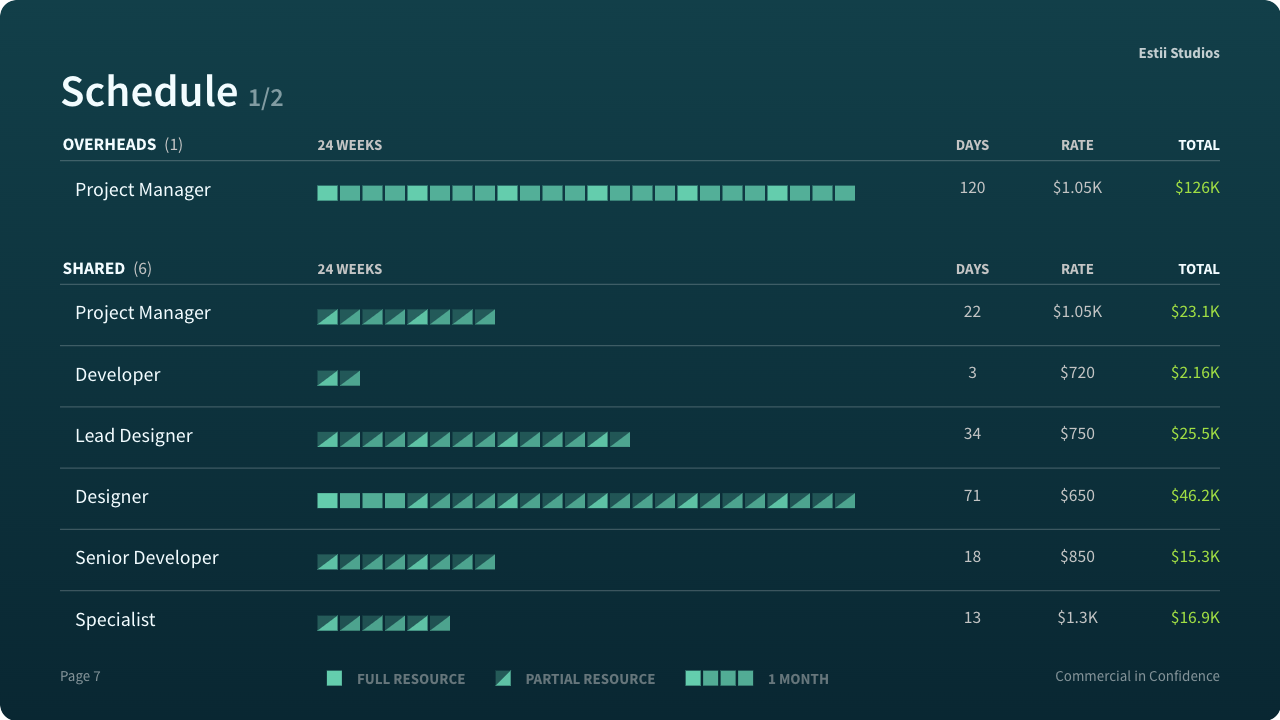 Estii Studios
Schedule 1/2
OVERHEADS (1) 24 WEEKS DAYS RATE TOTAL
Project Manager 120 $1.05K $126K
SHARED (6) 24 WEEKS DAYS RATE TOTAL
Project Manager 22 $1.05K $23.1K
Developer 3 $720 $2.16K
Lead Designer 34 $750 $25.5K
Designer 71 $650 $46.2K
Senior Developer 18 $850 $15.3K
Specialist 13 $1.3K $16.9K
Page 7 FULL RESOURCE PARTIAL RESOURCE 1 MONTH Commercial in Confidence